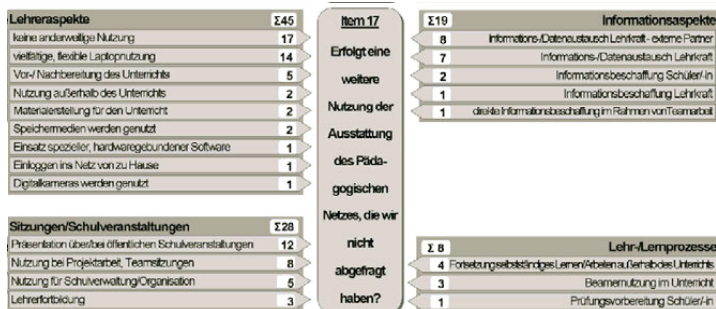 Lehreraspekte Σ45
keine anderweitige Nutzung 17
vielfältige, flexible Laptopnutzung 14
Vor-/ Nachbereitung des Unterrichts 5
Nutzung außerhalb des Unterrichts 2
Materialerstellung für den Unterricht 2
Speichermedien werden genutzt 2
Einsatz spezieller, hardwaregebundener Software 1
Einloggen ins Netz von zu Hause 1
Digitalkameras werden genutzt 1
Sitzungen/Schulveranstaltungen Σ28
Präsentation über/bei öffentlichen Schulveranstaltungen 12
Nutzung bei Projektarbeit, Teamsitzungen 8
Nutzung für Schulverwaltung/Organisation 5
Lehrerfortbildung 3
Item 17
Erfolgt eine
weitere
Nutzung der
Ausstattung
des Päda-
gogischen
Netzes, die wir
nicht
abgefragt
haben?
Σ19 Informationsaspekte
8 Informations-/Datenaustausch Lehrkraft - externe Partner
7 Informations-/Datenaustausch Lehrkraft
2 Informationsbeschaffung Schüler/-in
1 Informationsbeschaffung Lehrkraft
1 direkte Informationsbeschaffung im Rahmen von Teamarbeit
Σ 8 Lehr-/Lernprozesse
4 Fortsetzung selbstständiges Lernen/Arbeiten außerhalb des Unterrichts
3 Beamernutzung im Unterricht
1 Prüfungsvorbereitung Schüler/-in